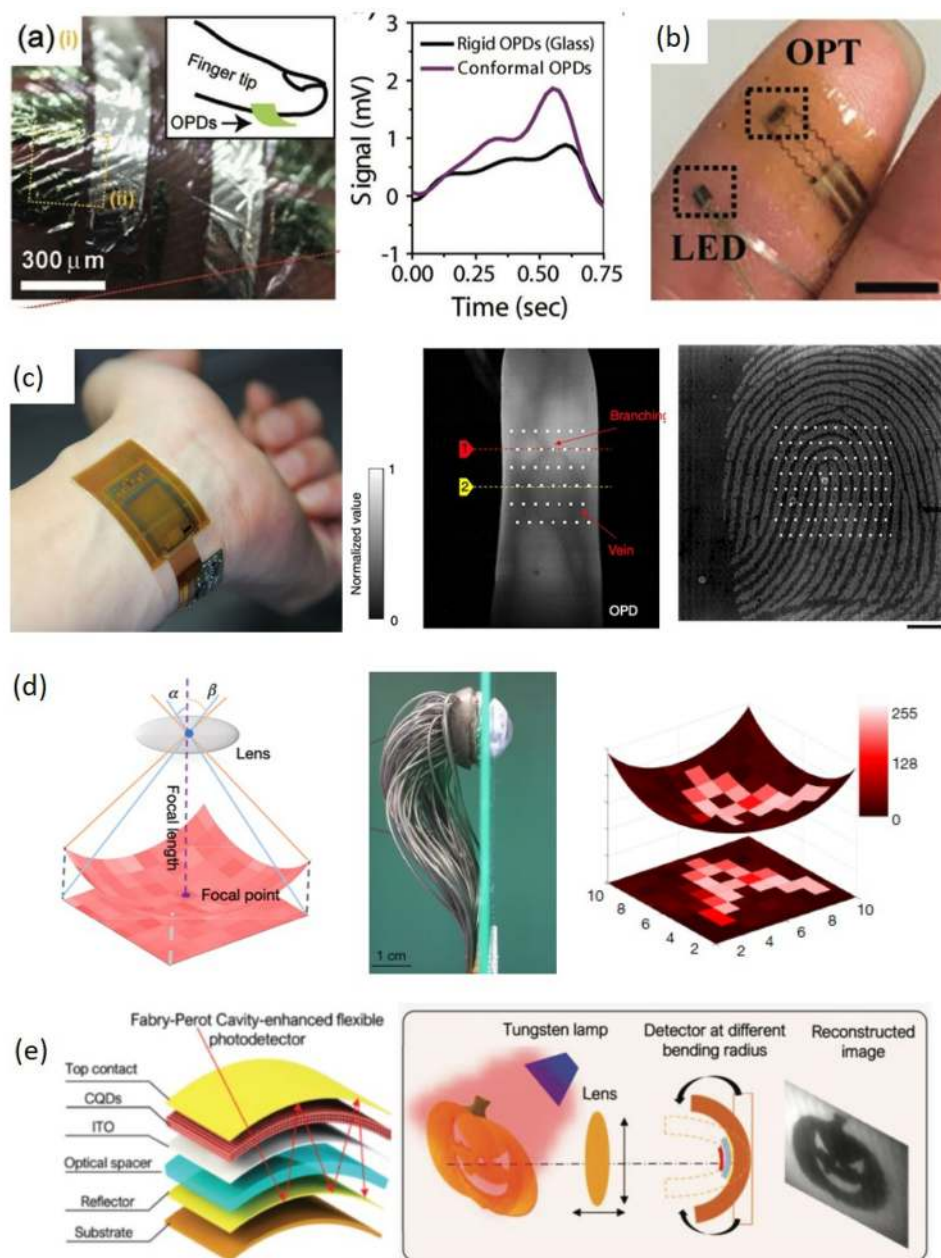 (a) (i)
Finger tip
OPDs
(ii)
300 μm
Signal (mV)
3
2
1
0
-1
Rigid OPDs (Glass)
Conformal OPDs
0.00 0.25 0.50 0.75
Time (sec)
(b)
OPT
LED
(c)
1
Normalized value
0
Branching
1
2
Vein
OPD
(d)
α β
Lens
Focal length
Focal point
1 cm
255
128
0
10
8
6
4
2
2
4
6
8
10
(e)
Fabry-Perot Cavity-enhanced flexible
photodetector
Top contact
CQDs
ITO
Optical spacer
Reflector
Substrate
Tungsten lamp
Lens
Detector at different
bending radius
Reconstructed
image